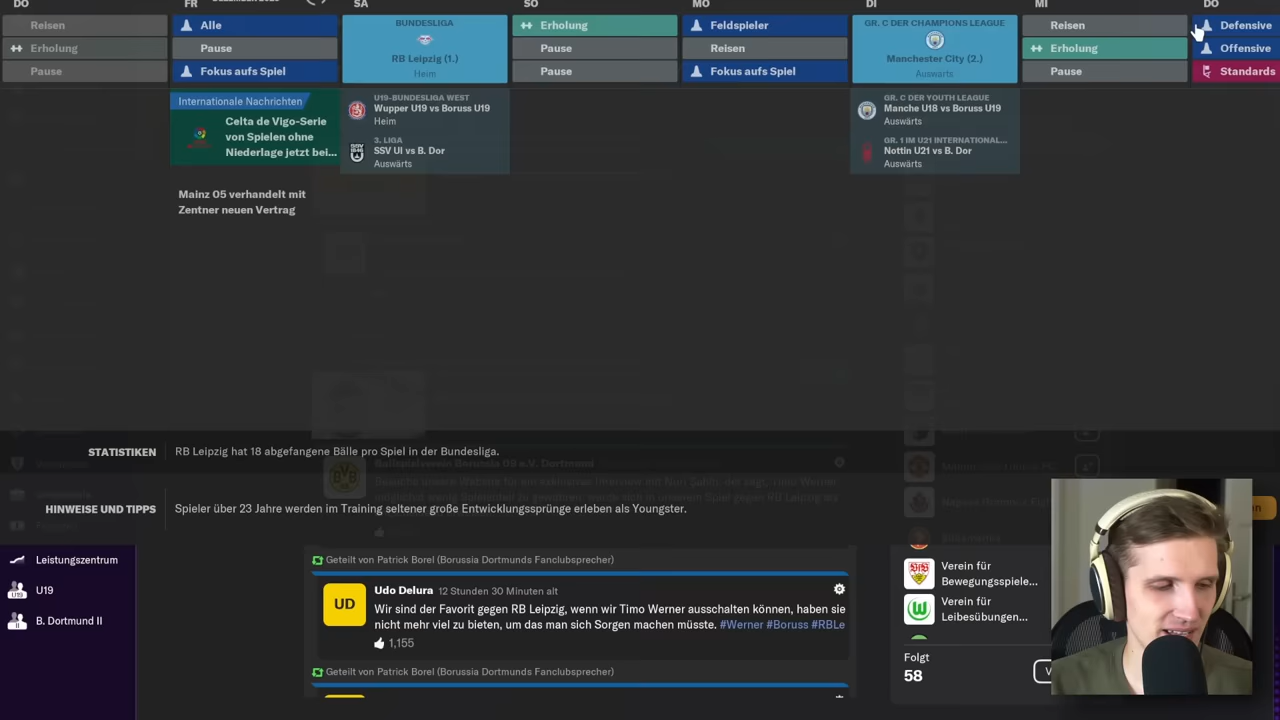 DO
FR
SA
SO
MO
DI
MI
DO
Reisen
Erholung
Pause
Alle
Pause
Fokus aufs Spiel
BUNDESLIGA
RB Leipzig (1.)
Heim
Erholung
Pause
Pause
Feldspieler
Reisen
Fokus aufs Spiel
GR. C DER CHAMPIONS LEAGUE
Manchester City (2.)
Auswärts
Reisen
Erholung
Pause
Defensive
Offensive
Standards
Internationale Nachrichten
Celta de Vigo-Serie
von Spielen ohne
Niederlage jetzt bei...
Mainz 05 verhandelt mit
Zentner neuen Vertrag
U19-BUNDESLIGA WEST
Wupper U19 vs Boruss U19
Heim
3. LIGA
SSV Ul vs B. Dor
Auswärts
GR. C DER YOUTH LEAGUE
Manche U18 vs Boruss U19
Auswärts
GR. 1 IM U21 INTERNATIONAL...
Nottin U21 vs B. Dor
Auswärts
STATISTIKEN
RB Leipzig hat 18 abgefangene Bälle pro Spiel in der Bundesliga.
HINWEISE UND TIPPS
Spieler über 23 Jahre werden im Training seltener große Entwicklungssprünge erleben als Youngster.
Leistungszentrum
U19
B. Dortmund II
Geteilt von Patrick Borel (Borussia Dortmunds Fanclubsprecher)
UD
Udo Delura 12 Stunden 30 Minuten alt
Wir sind der Favorit gegen RB Leipzig, wenn wir Timo Werner ausschalten können, haben sie
nicht mehr viel zu bieten, um das man sich Sorgen machen müsste. #Werner #Boruss #RBLe
1,155
Geteilt von Patrick Borel (Borussia Dortmunds Fanclubsprecher)
Verein für
Bewegungsspiele...
Verein für
Leibesübungen...
Folgt
58